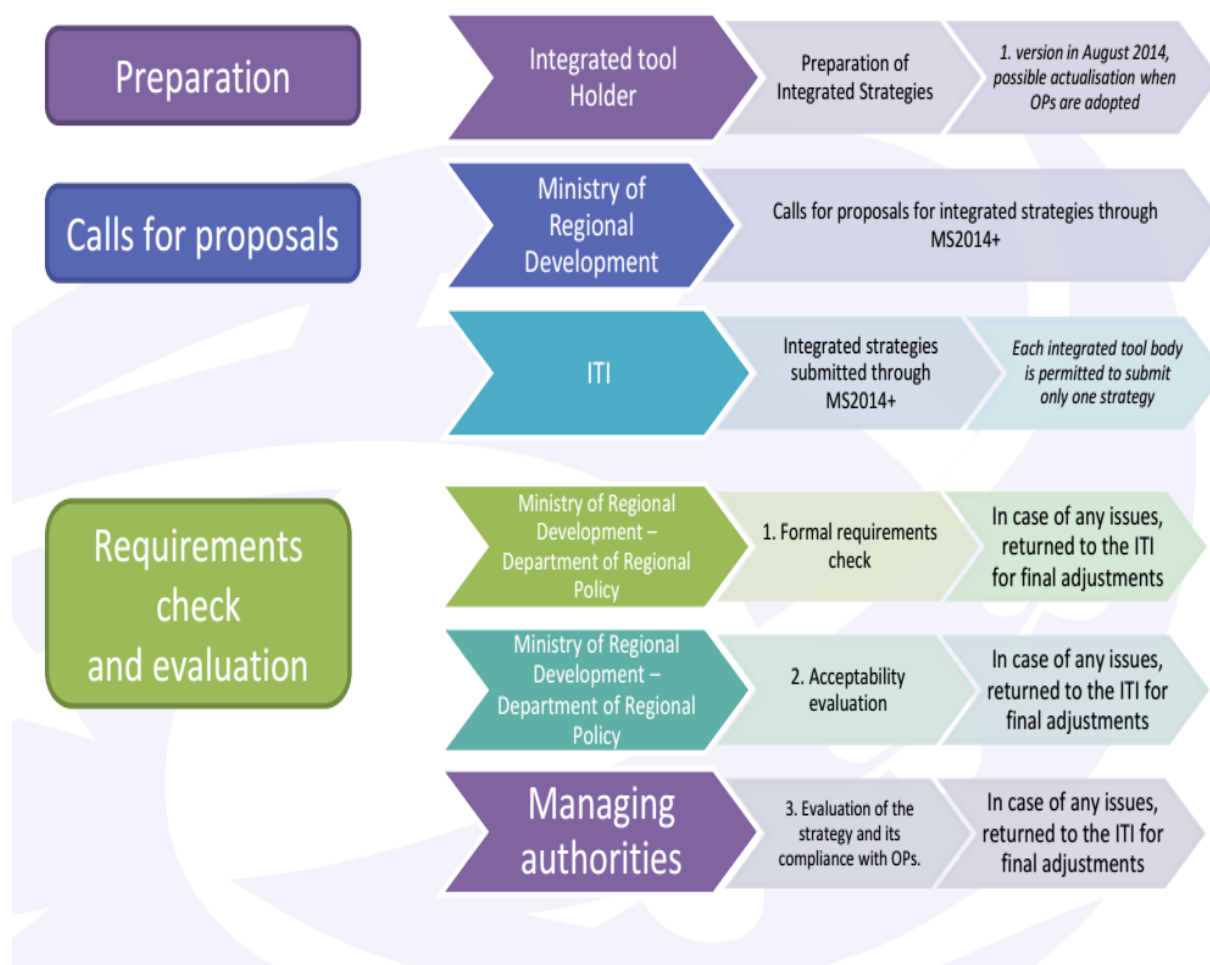 Preparation
Integrated tool
Holder
Preparation of
Integrated Strategies
1. version in August 2014,
possible actualisation when
OPs are adopted
Calls for proposals
Ministry of
Regional
Development
Calls for proposals for integrated strategies through
MS2014+
ITI
Integrated strategies
submitted through
MS2014+
Each integrated tool body
is permitted to submit
only one strategy
Requirements
check
and evaluation
Ministry of Regional
Development –
Department of Regional
Policy
1. Formal requirements
check
In case of any issues,
returned to the ITI
for final adjustments
Ministry of Regional
Development –
Department of Regional
Policy
2. Acceptability
evaluation
In case of any issues,
returned to the ITI for
final adjustments
Managing
authorities
3. Evaluation of the
strategy and its
compliance with OPs.
In case of any issues,
returned to the ITI for
final adjustments